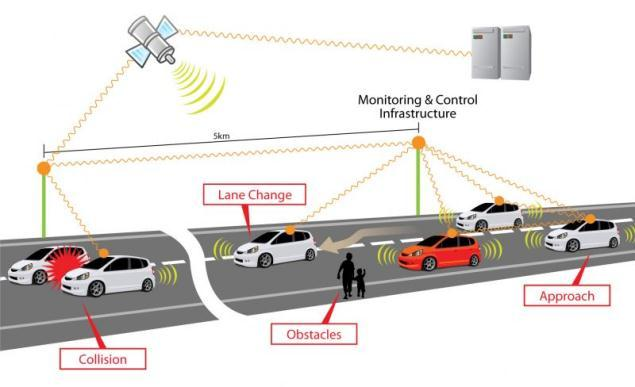 Monitoring & Control
Infrastructure
5km
Lane Change
Approach
Obstacles
Collision